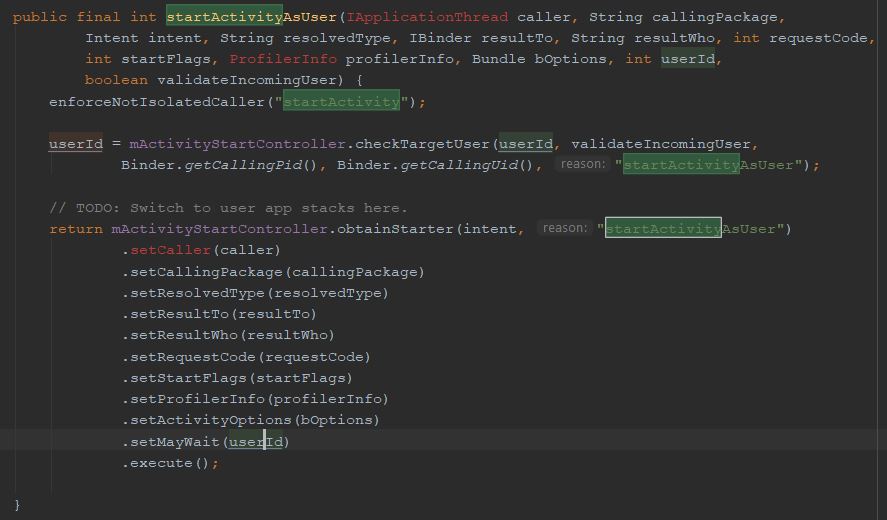 public final int startActivityAsUser(IApplicationThread caller, String callingPackage,
        Intent intent, String resolvedType, IBinder resultTo, String resultWho, int requestCode,
        int startFlags, ProfilerInfo profilerInfo, Bundle bOptions, int userId,
        boolean validateIncomingUser) {
    enforceNotIsolatedCaller("startActivity");

    userId = mActivityStartController.checkTargetUser(userId, validateIncomingUser,
            Binder.getCallingPid(), Binder.getCallingUid(), reason: "startActivityAsUser");

    // TODO: Switch to user app stacks here.
    return mActivityStartController.obtainStarter(intent, reason: "startActivityAsUser")
            .setCaller(caller)
            .setCallingPackage(callingPackage)
            .setResolvedType(resolvedType)
            .setResultTo(resultTo)
            .setResultWho(resultWho)
            .setRequestCode(requestCode)
            .setStartFlags(startFlags)
            .setProfilerInfo(profilerInfo)
            .setActivityOptions(bOptions)
            .setMayWait(userId)
            .execute();

}